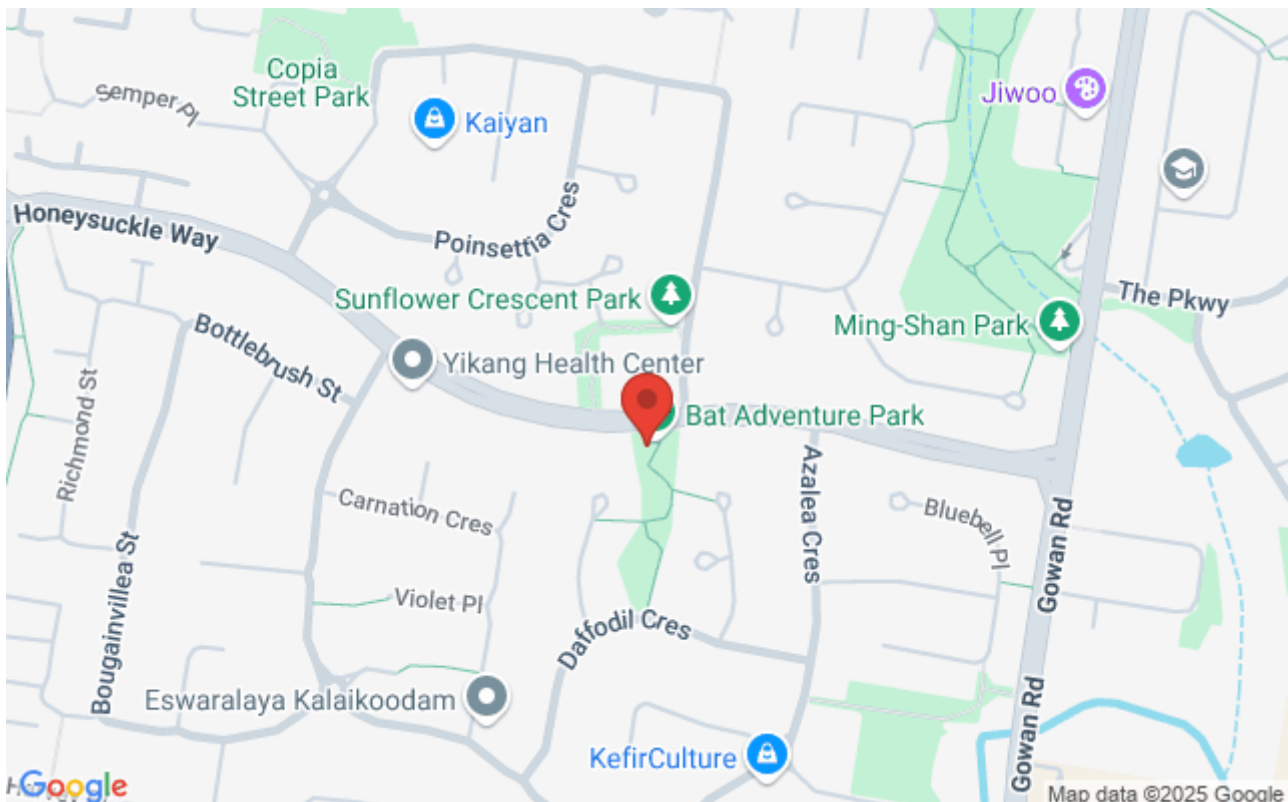 Copia
Street Park
Semper Pl
Kaiyan
Jiwoo
Honeysuckle Way
Poinsettia Cres
Sunflower Crescent Park
The Pkwy
Ming-Shan Park
Bottlebrush St
Yikang Health Center
Bat Adventure Park
Richmond St
Carnation Cres
Azalea Cres
Bluebell Pl
Gowan Rd
Violet Pl
Bougainvillea St
Daffodil Cres
Eswaralaya Kalaikoodam
Gowan Rd
KefirCulture
Google
Map data ©2025 Google